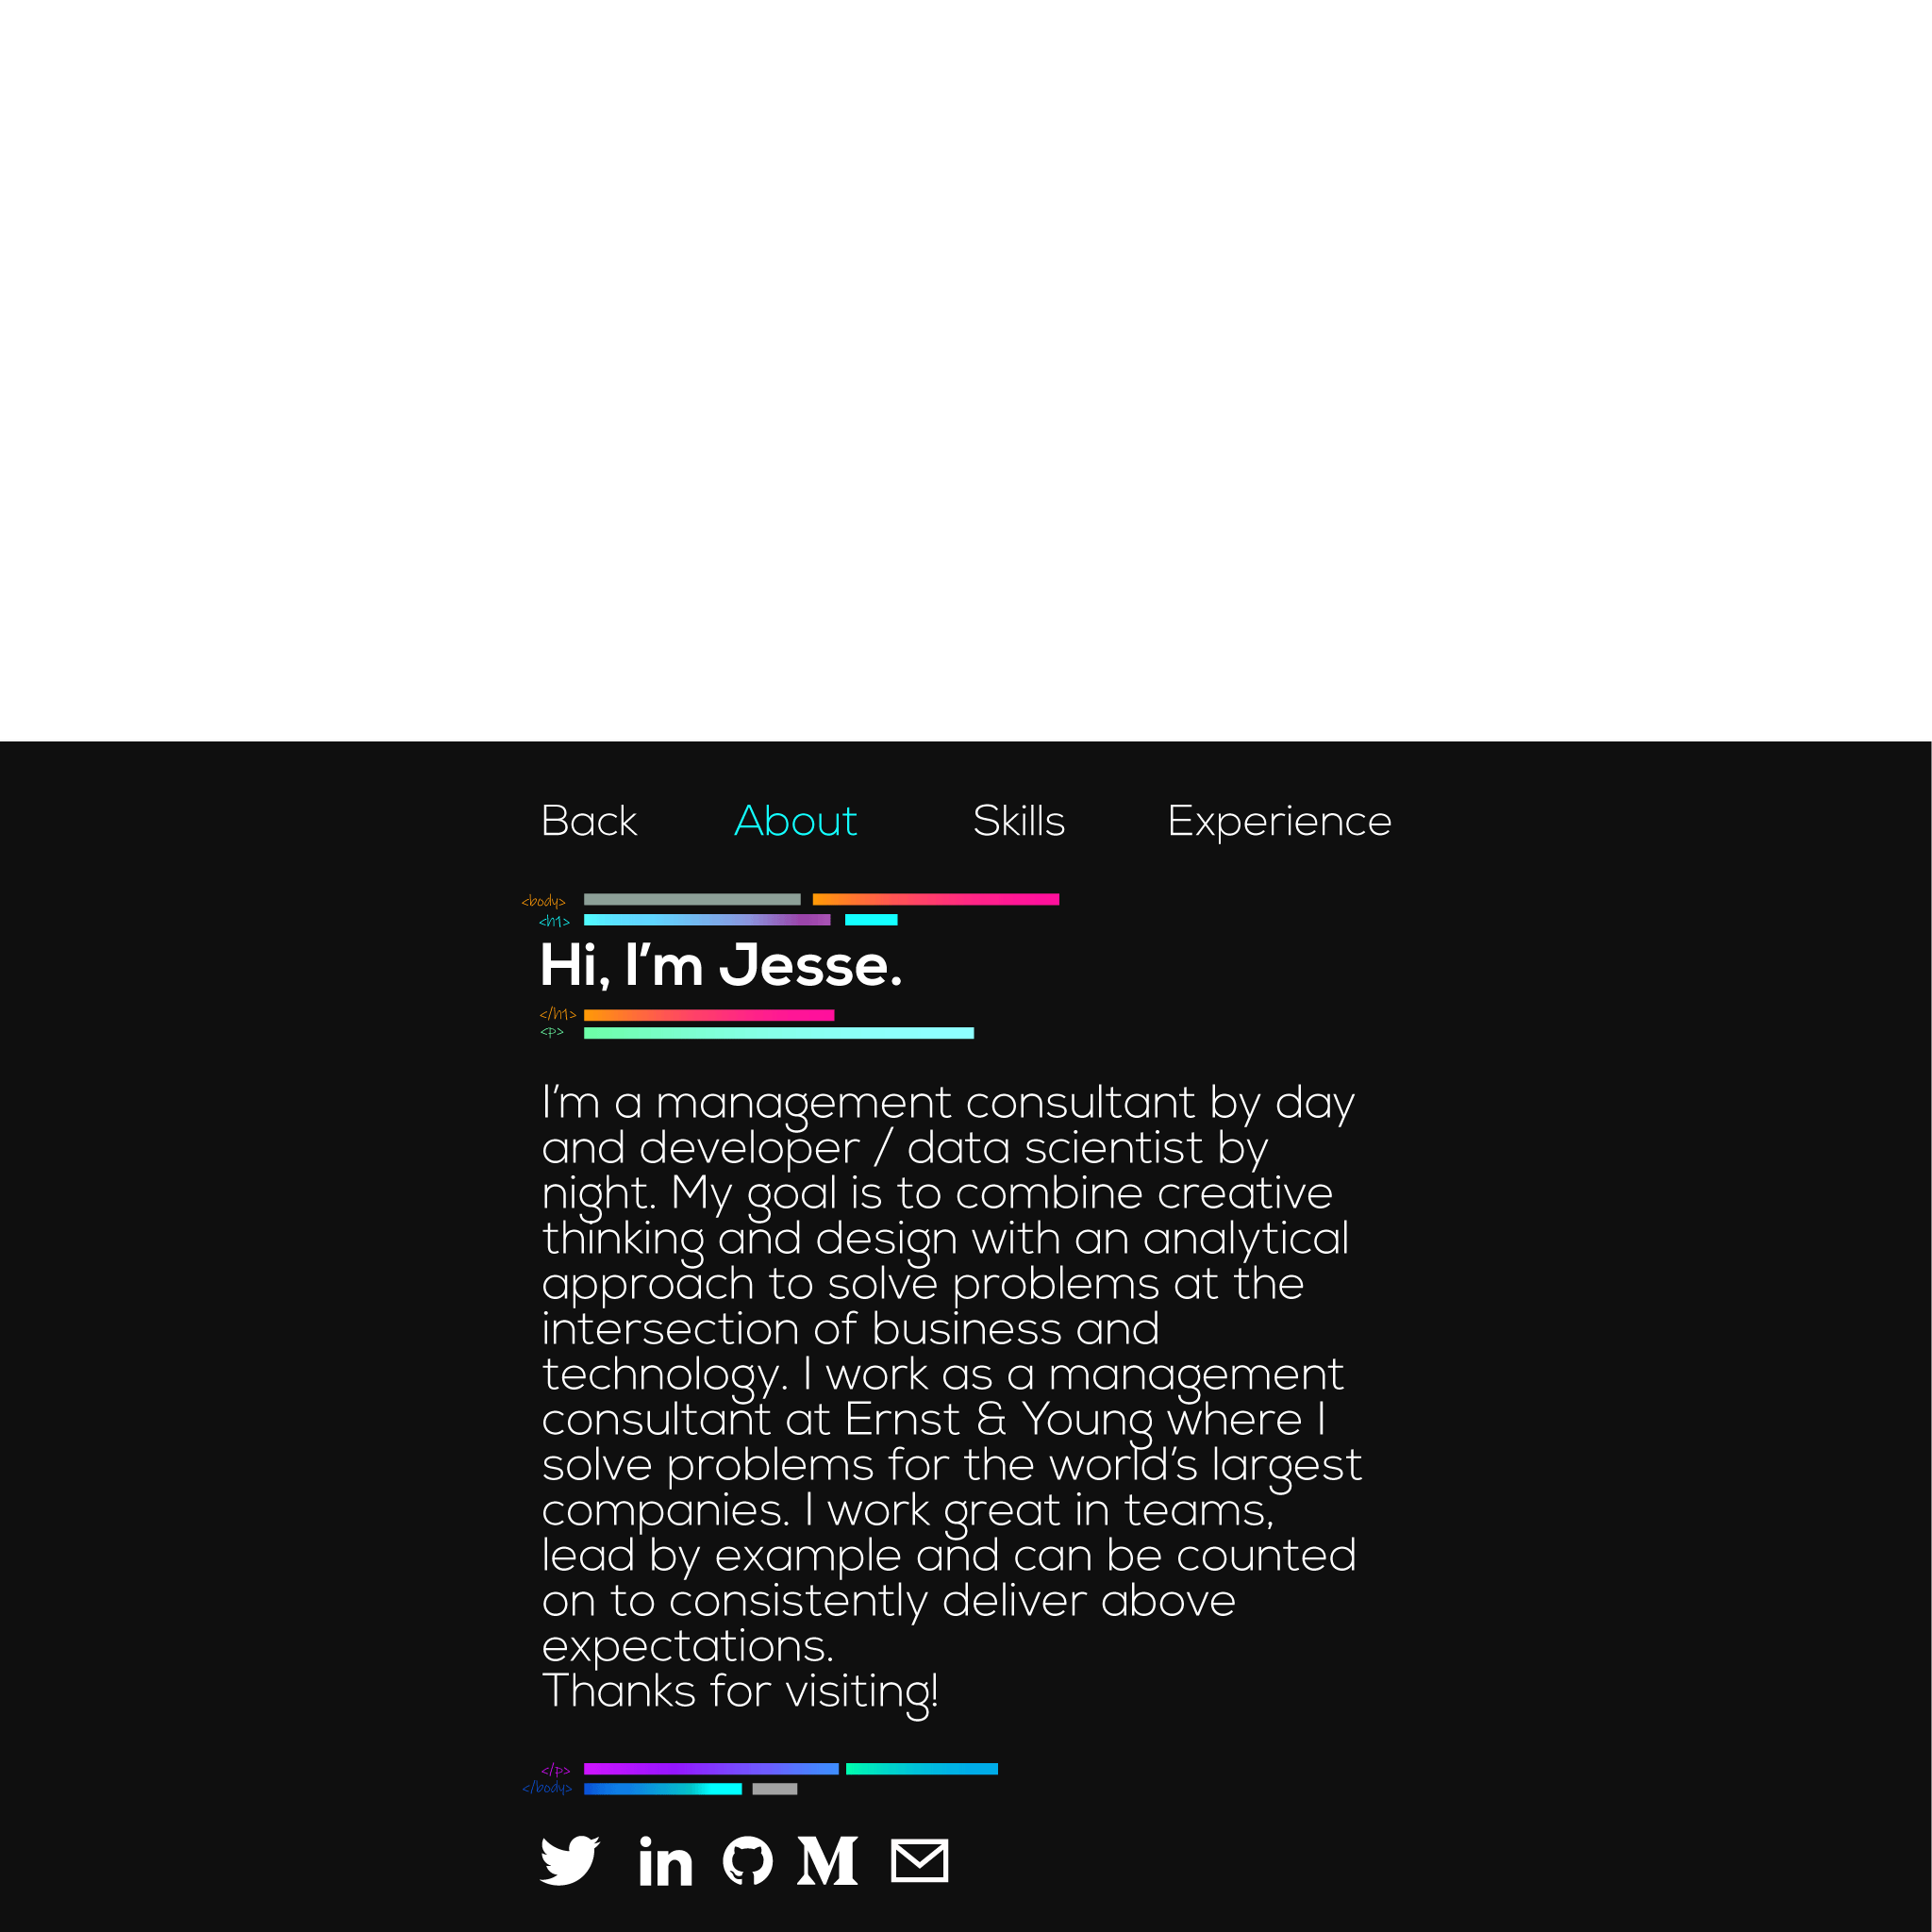 Back About Skills Experience
<body>
<h1>
Hi, I'm Jesse.
</h1>
<p>
I'm a management consultant by day
and developer / data scientist by
night. My goal is to combine creative
thinking and design with an analytical
approach to solve problems at the
intersection of business and
technology. I work as a management
consultant at Ernst & Young where I
solve problems for the world's largest
companies. I work great in teams,
lead by example and can be counted
on to consistently deliver above
expectations.
Thanks for visiting!
</p>
</body>
in M